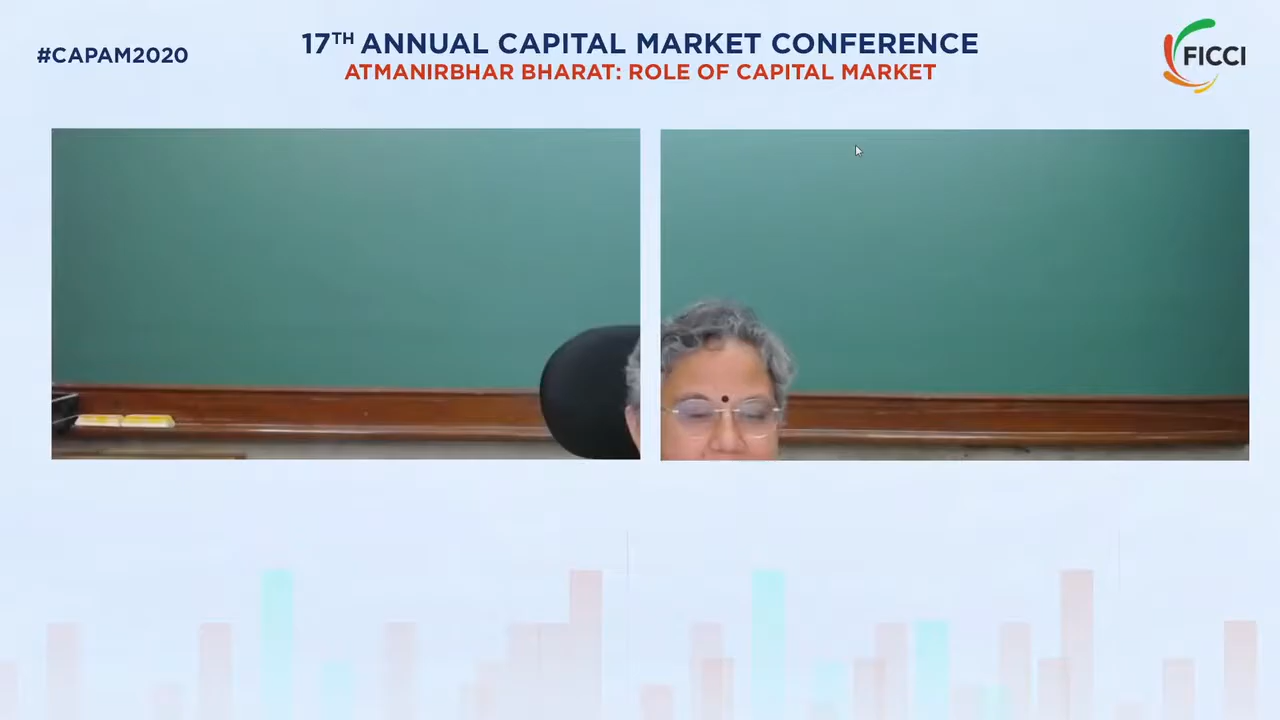 #CAPAM2020
17TH ANNUAL CAPITAL MARKET CONFERENCE
ATMANIRBHAR BHARAT: ROLE OF CAPITAL MARKET
FICCI